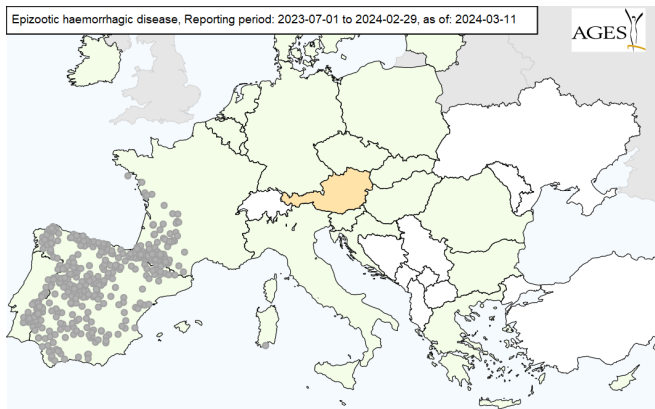 Epizootic haemorrhagic disease, Reporting period: 2023-07-01 to 2024-02-29, as of: 2024-03-11
AGES